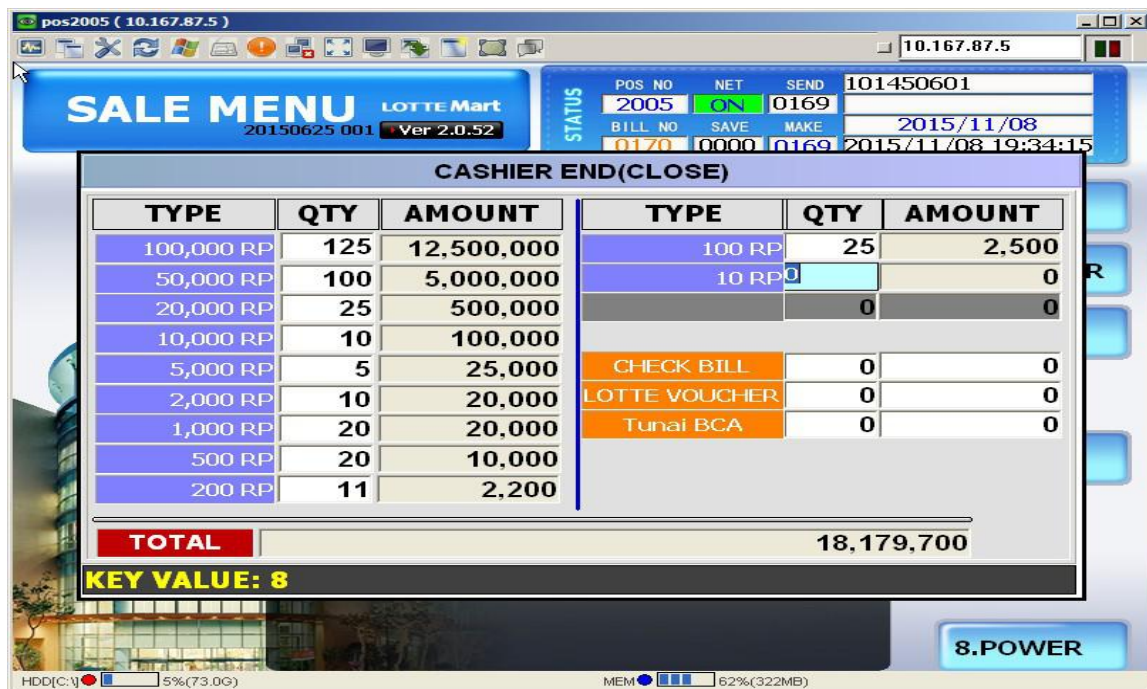 pos2005 ( 10.167.87.5 )
10.167.87.5
SALE MENU LOTTE Mart
20150625 001 Ver 2.0.52
STATUS
POS NO NET SEND 101450601
2005 ON 0169
BILL NO SAVE MAKE 2015/11/08
0170 0000 0169 2015/11/08 19:34:15
CASHIER END(CLOSE)
TYPE QTY AMOUNT TYPE QTY AMOUNT
100,000 RP 125 12,500,000 100 RP 25 2,500
50,000 RP 100 5,000,000 10 RP 0 0
20,000 RP 25 500,000 0 0
10,000 RP 10 100,000
5,000 RP 5 25,000 CHECK BILL 0 0
2,000 RP 10 20,000 LOTTE VOUCHER 0 0
1,000 RP 20 20,000 Tunai BCA 0 0
500 RP 20 10,000
200 RP 11 2,200
TOTAL 18,179,700
KEY VALUE: 8
R
8.POWER
HDD[C:\] 5%(73.0G) MEM 62%(322MB)